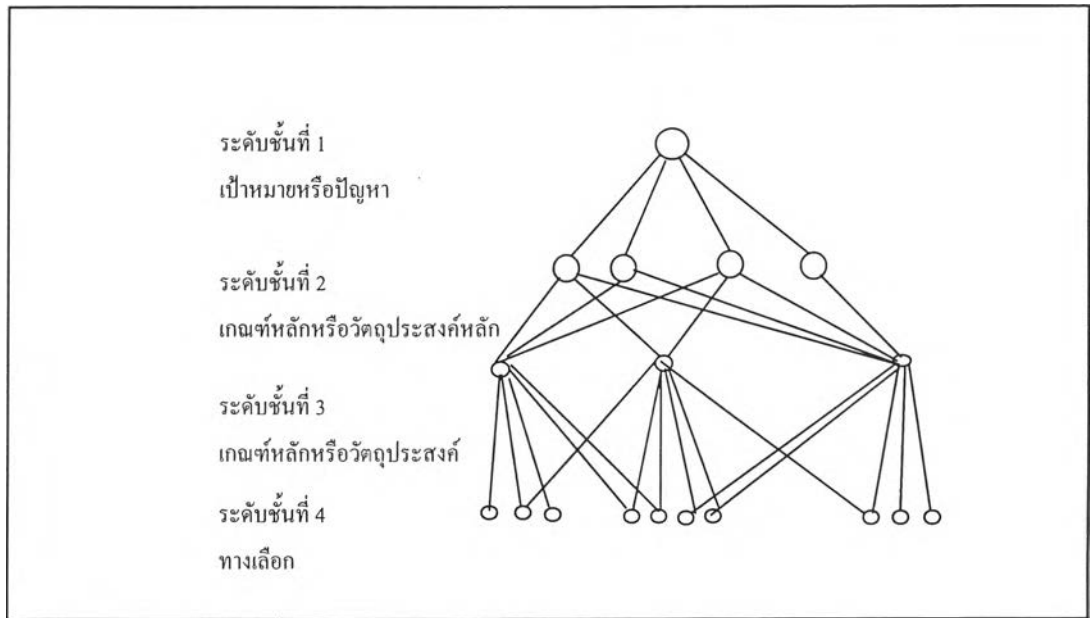 ระดับชั้นที่ 1
เป้าหมายหรือปัญหา
ระดับชั้นที่ 2
เกณฑ์หลักหรือวัตถุประสงค์หลัก
ระดับชั้นที่ 3
เกณฑ์หลักหรือวัตถุประสงค์
ระดับชั้นที่ 4
ทางเลือก